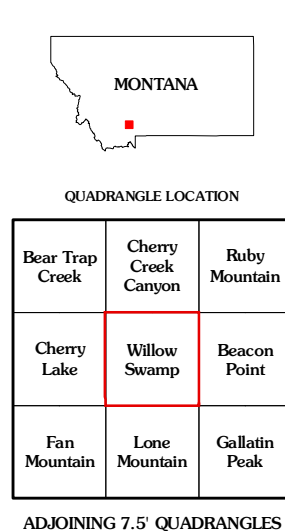 MONTANA
QUADRANGLE LOCATION
Bear Trap
Creek
Cherry
Creek
Canyon
Ruby
Mountain
Cherry
Lake
Willow
Swamp
Beacon
Point
Fan
Mountain
Lone
Mountain
Gallatin
Peak
ADJOINING 7.5' QUADRANGLES